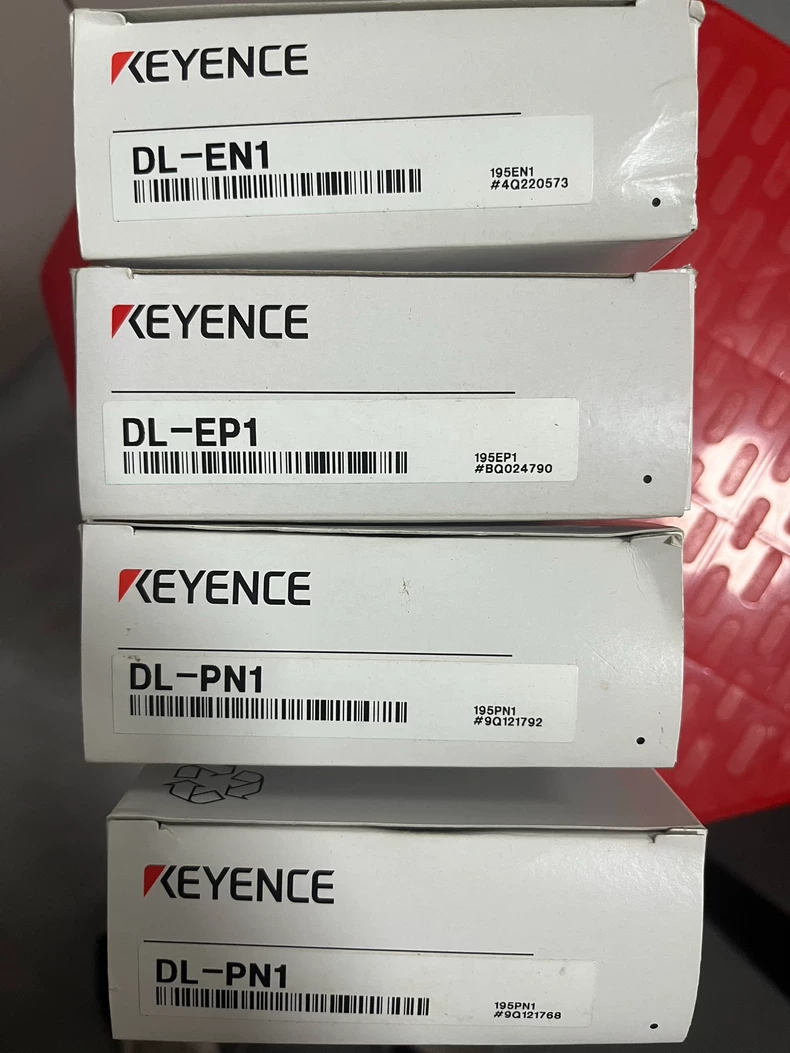 KEYENCE
DL-EN1
195EN1
#4Q220573
KEYENCE
DL-EP1
195EP1
#BQ024790
KEYENCE
DL-PN1
195PN1
#9Q121792
KEYENCE
DL-PN1
195PN1
#9Q121768